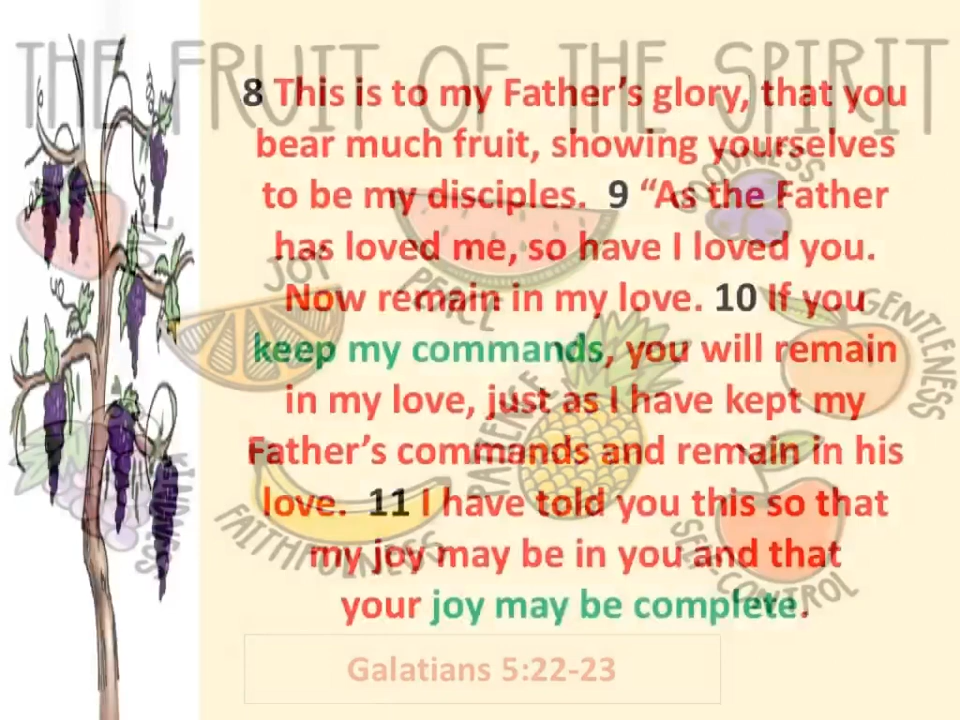 THE FRUIT OF THE SPIRIT
8 This is to my Father's glory, that you
bear much fruit, showing yourselves
to be my disciples. 9 “As the Father
has loved me, so have I loved you.
Now remain in my love. 10 If you
keep my commands, you will remain
in my love, just as I have kept my
Father's commands and remain in his
love. 11 I have told you this so that
my joy may be in you and that
your joy may be complete.
GOODNESS
LOVE
JOY
PEACE
GENTLENESS
PATIENCE
KINDNESS
FAITHFULNESS
SELF-CONTROL
Galatians 5:22-23